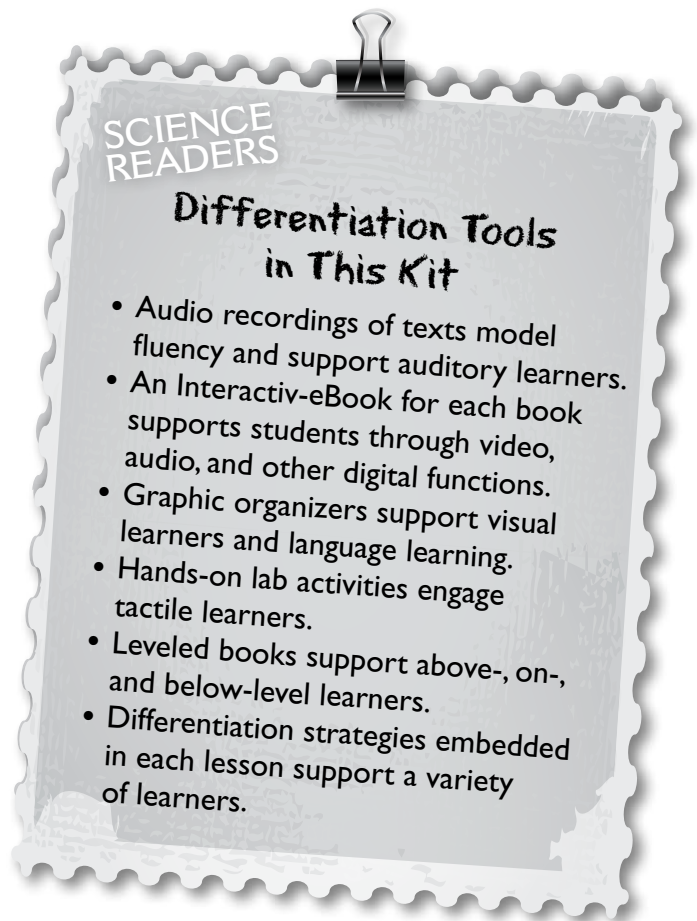 SCIENCE
READERS
Differentiation Tools
in This Kit
• Audio recordings of texts model
fluency and support auditory learners.
• An Interactiv-eBook for each book
supports students through video,
audio, and other digital functions.
• Graphic organizers support visual
learners and language learning.
• Hands-on lab activities engage
tactile learners.
• Leveled books support above-, on-,
and below-level learners.
• Differentiation strategies embedded
in each lesson support a variety
of learners.